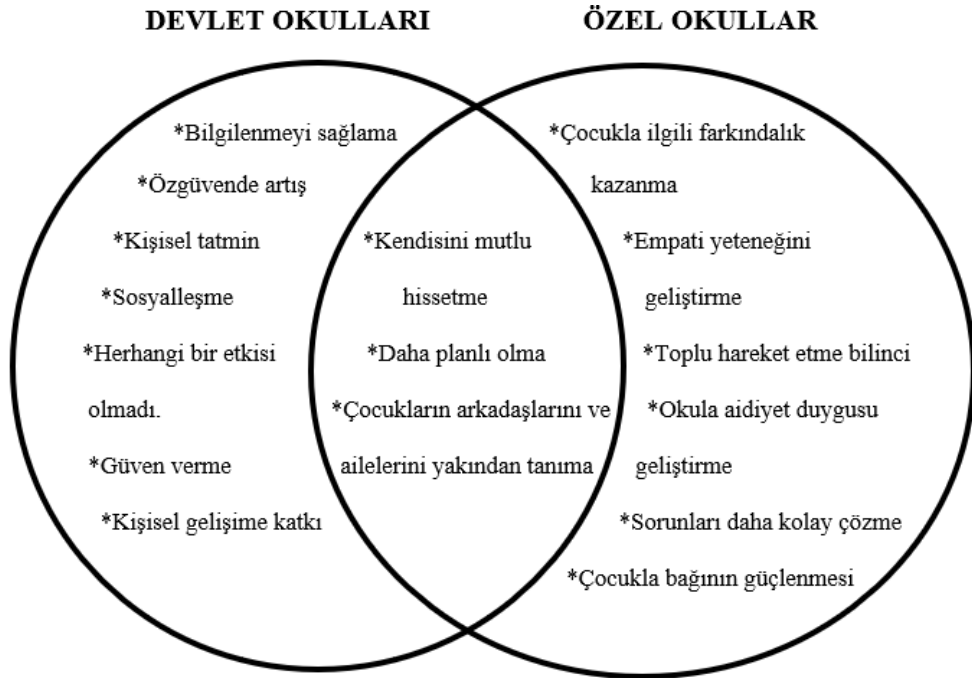 DEVLET OKULLARI
ÖZEL OKULLAR
*Bilgilenmeyi sağlama
*Özgüvende artış
*Kişisel tatmin
*Sosyalleşme
*Herhangi bir etkisi
olmadı.
*Güven verme
*Kişisel gelişime katkı
*Kendisini mutlu
hissetme
*Daha planlı olma
*Çocukların arkadaşlarını ve
ailelerini yakından tanıma
*Çocukla ilgili farkındalık
kazanma
*Empati yeteneğini
geliştirme
*Toplu hareket etme bilinci
*Okula aidiyet duygusu
geliştirme
*Sorunları daha kolay çözme
*Çocukla bağının güçlenmesi